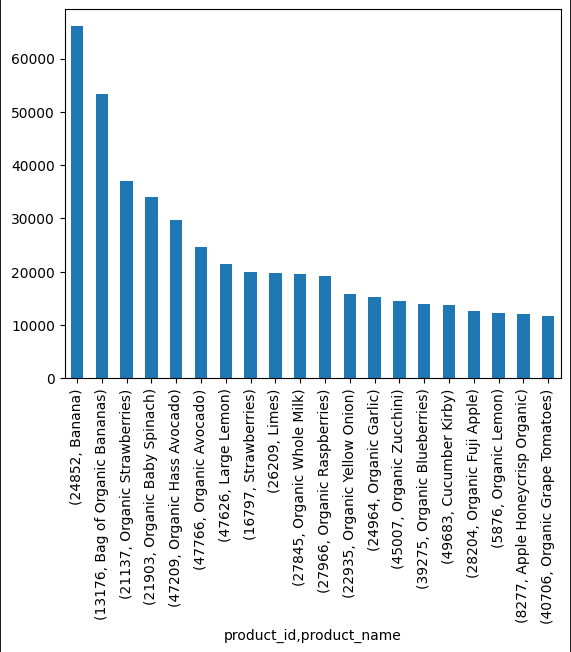 60000
50000
40000
30000
20000
10000
0
(24852, Banana)
(13176, Bag of Organic Bananas)
(21137, Organic Strawberries)
(21903, Organic Baby Spinach)
(47209, Organic Hass Avocado)
(47766, Organic Avocado)
(47626, Large Lemon)
(16797, Strawberries)
(26209, Limes)
(27845, Organic Whole Milk)
(27966, Organic Raspberries)
(22935, Organic Yellow Onion)
(24964, Organic Garlic)
(45007, Organic Zucchini)
(39275, Organic Blueberries)
(49683, Cucumber Kirby)
(28204, Organic Fuji Apple)
(5876, Organic Lemon)
(8277, Apple Honeycrisp Organic)
(40706, Organic Grape Tomatoes)
product_id,product_name